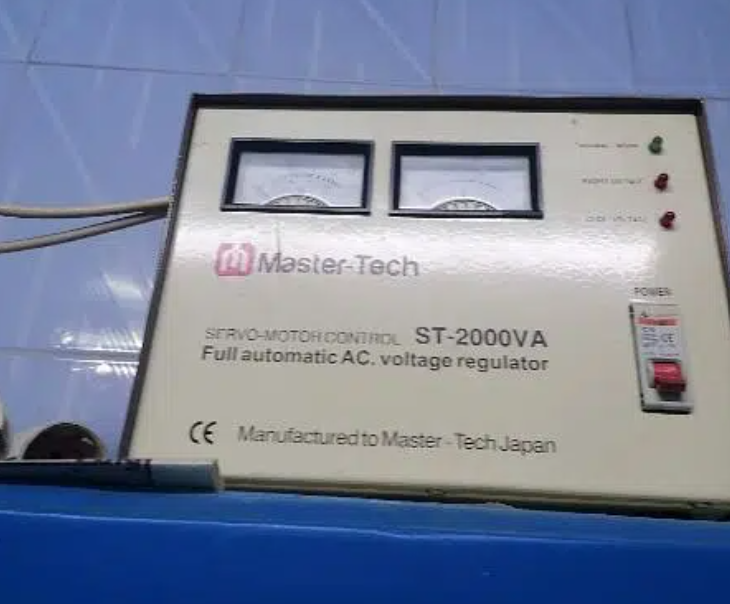 POWER
Master-Tech
SERVO-MOTOR CONTROL ST-2000VA
Full automatic AC. voltage regulator
CE Manufactured to Master-Tech Japan